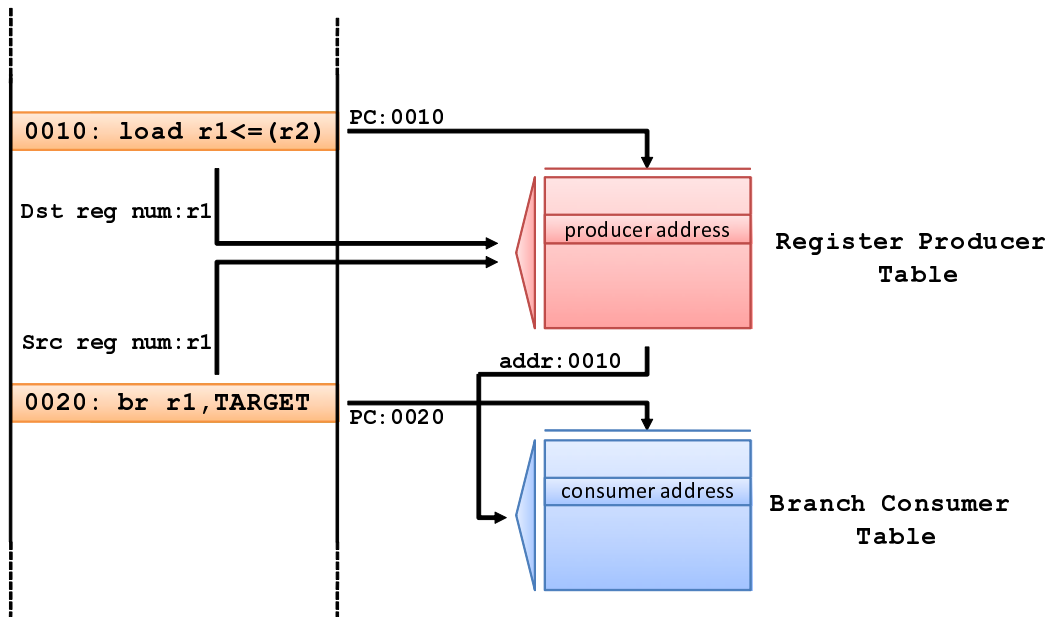 PC:0010
0010: load r1<=(r2)
Dst reg num:r1
producer address
Register Producer
Table
Src reg num:r1
addr:0010
0020: br r1,TARGET
PC:0020
consumer address
Branch Consumer
Table